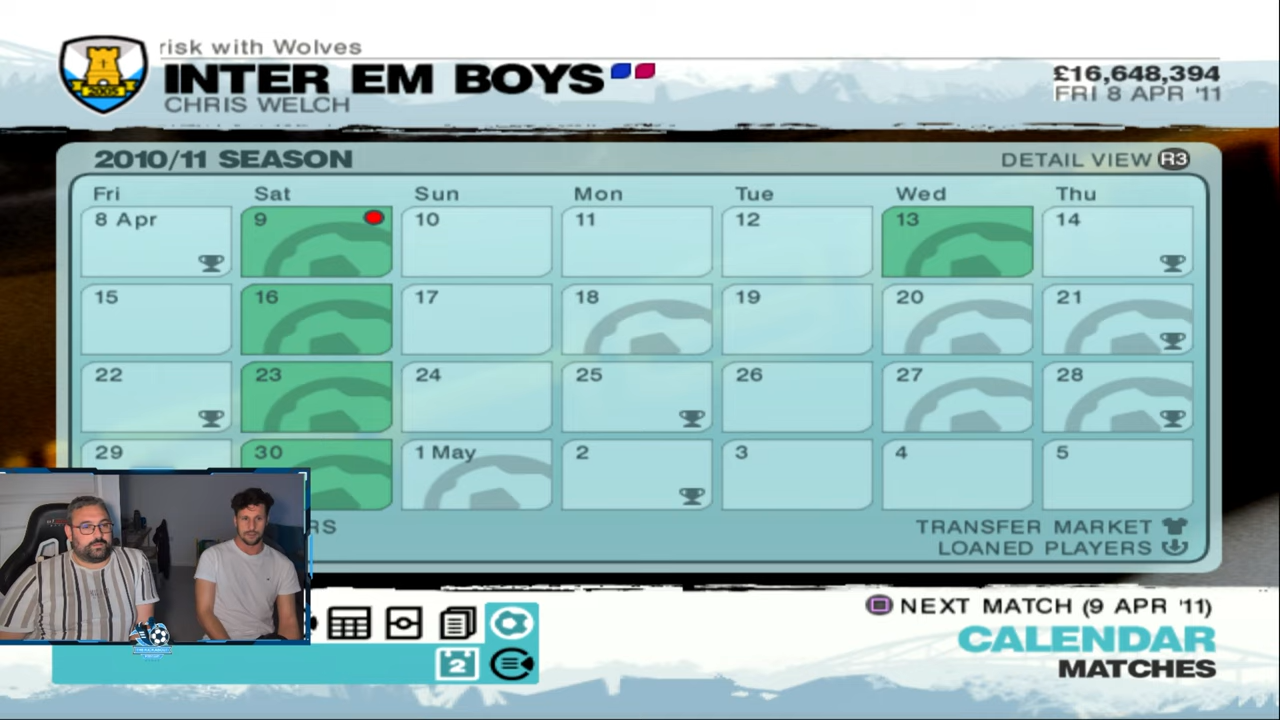 risk with Wolves
INTER EM BOYS
CHRIS WELCH
£16,648,394
FRI 8 APR '11
2005
2010/11 SEASON
DETAIL VIEW R3
Fri Sat Sun Mon Tue Wed Thu
8 Apr 9 10 11 12 13 14
15 16 17 18 19 20 21
22 23 24 25 26 27 28
29 30 1 May 2 3 4 5
RS
TRANSFER MARKET
LOANED PLAYERS
NEXT MATCH (9 APR '11)
CALENDAR
2
MATCHES